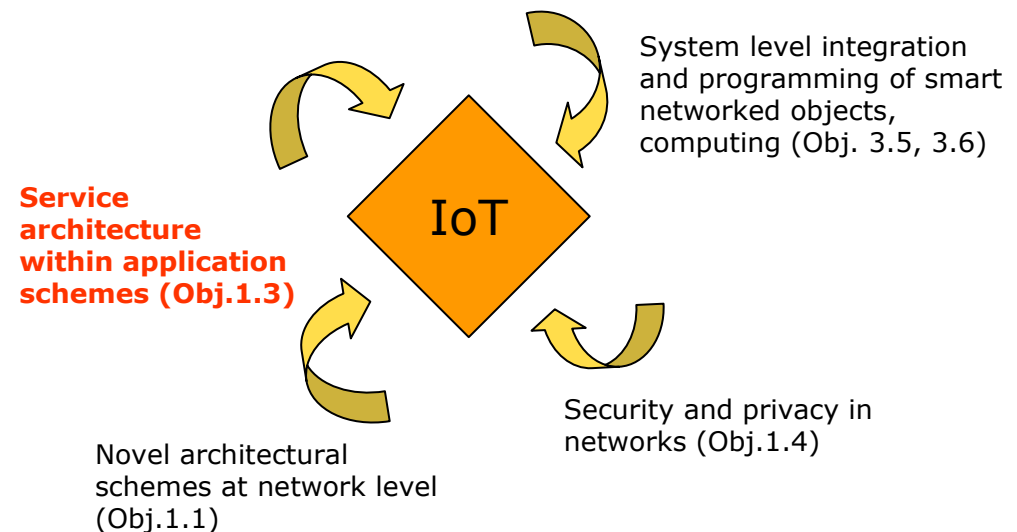 System level integration
and programming of smart
networked objects,
computing (Obj. 3.5, 3.6)
Service
architecture
within application
schemes (Obj.1.3)
IoT
Security and privacy in
networks (Obj.1.4)
Novel architectural
schemes at network level
(Obj.1.1)